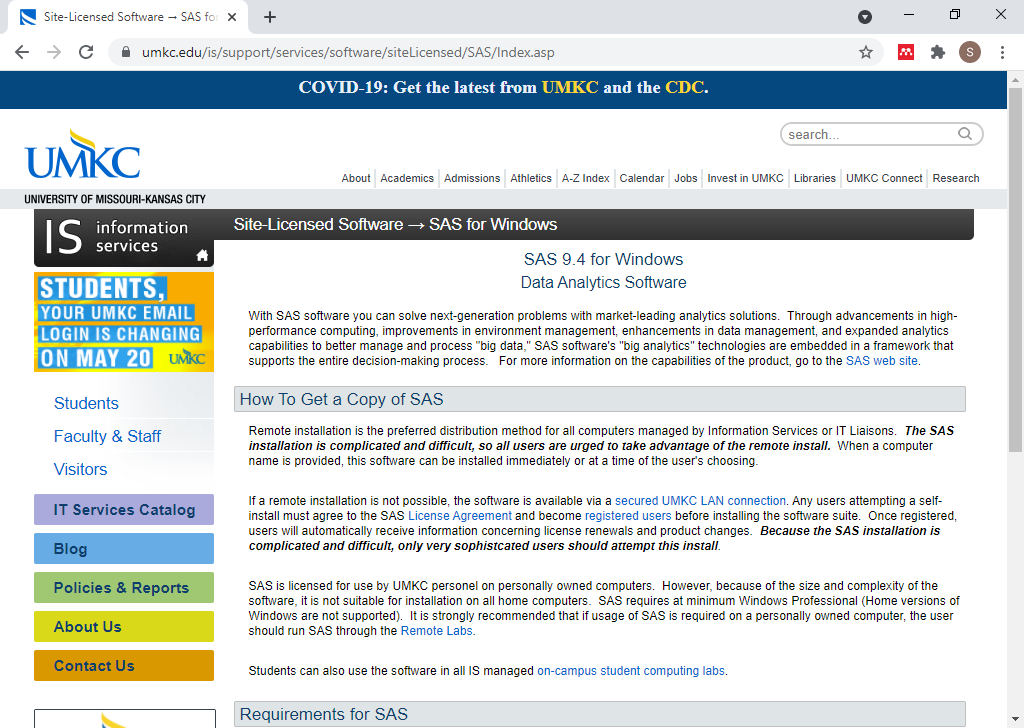 Site-Licensed Software → SAS for
umkc.edu/is/support/services/software/siteLicensed/SAS/Index.asp
S
COVID-19: Get the latest from UMKC and the CDC.
search...
UMKC
About
Academics
Admissions
Athletics
A-Z Index
Calendar
Jobs
Invest in UMKC
Libraries
UMKC Connect
Research
UNIVERSITY OF MISSOURI-KANSAS CITY
IS information
services
Site-Licensed Software → SAS for Windows
STUDENTS,
YOUR UMKC EMAIL
LOGIN IS CHANGING
ON MAY 20 UMKC
Students
Faculty & Staff
Visitors
IT Services Catalog
Blog
Policies & Reports
About Us
Contact Us
SAS 9.4 for Windows
Data Analytics Software
With SAS software you can solve next-generation problems with market-leading analytics solutions. Through advancements in high-
performance computing, improvements in environment management, enhancements in data management, and expanded analytics
capabilities to better manage and process "big data," SAS software's "big analytics" technologies are embedded in a framework that
supports the entire decision-making process. For more information on the capabilities of the product, go to the SAS web site.
How To Get a Copy of SAS
Remote installation is the preferred distribution method for all computers managed by Information Services or IT Liaisons. The SAS
installation is complicated and difficult, so all users are urged to take advantage of the remote install. When a computer
name is provided, this software can be installed immediately or at a time of the user's choosing.
If a remote installation is not possible, the software is available via a secured UMKC LAN connection. Any users attempting a self-
install must agree to the SAS License Agreement and become registered users before installing the software suite. Once registered,
users will automatically receive information concerning license renewals and product changes. Because the SAS installation is
complicated and difficult, only very sophistcated users should attempt this install.
SAS is licensed for use by UMKC personel on personally owned computers. However, because of the size and complexity of the
software, it is not suitable for installation on all home computers. SAS requires at minimum Windows Professional (Home versions of
Windows are not supported). It is strongly recommended that if usage of SAS is required on a personally owned computer, the user
should run SAS through the Remote Labs.
Students can also use the software in all IS managed on-campus student computing labs.
Requirements for SAS